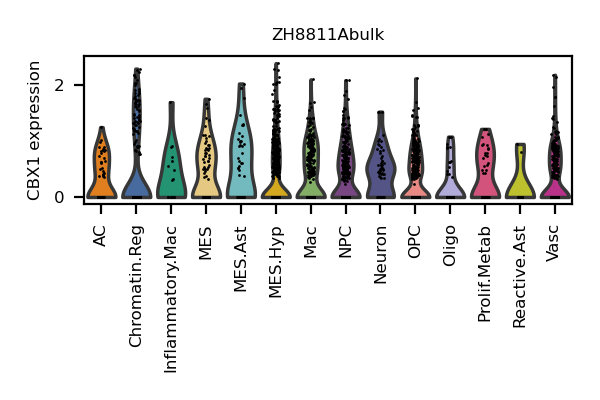 ZH8811Abulk
CBX1 expression
2
0
AC
Chromatin.Reg
Inflammatory.Mac
MES
MES.Ast
MES.Hyp
Mac
NPC
Neuron
OPC
Oligo
Prolif.Metab
Reactive.Ast
Vasc